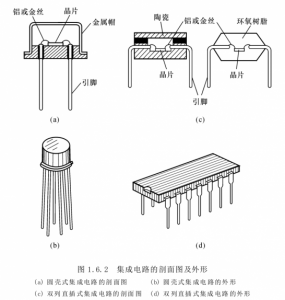 铝或金丝
晶片
金属帽
引脚
(a)
陶瓷
铝或金丝
环氧树脂
晶片
晶片
引脚
(c)
(b)
(d)
图 1.6.2 集成电路的剖面图及外形
(a) 圆壳式集成电路的剖面图 (b) 圆壳式集成电路的外形
(c) 双列直插式集成电路的剖面图 (d) 双列直插式集成电路的外形